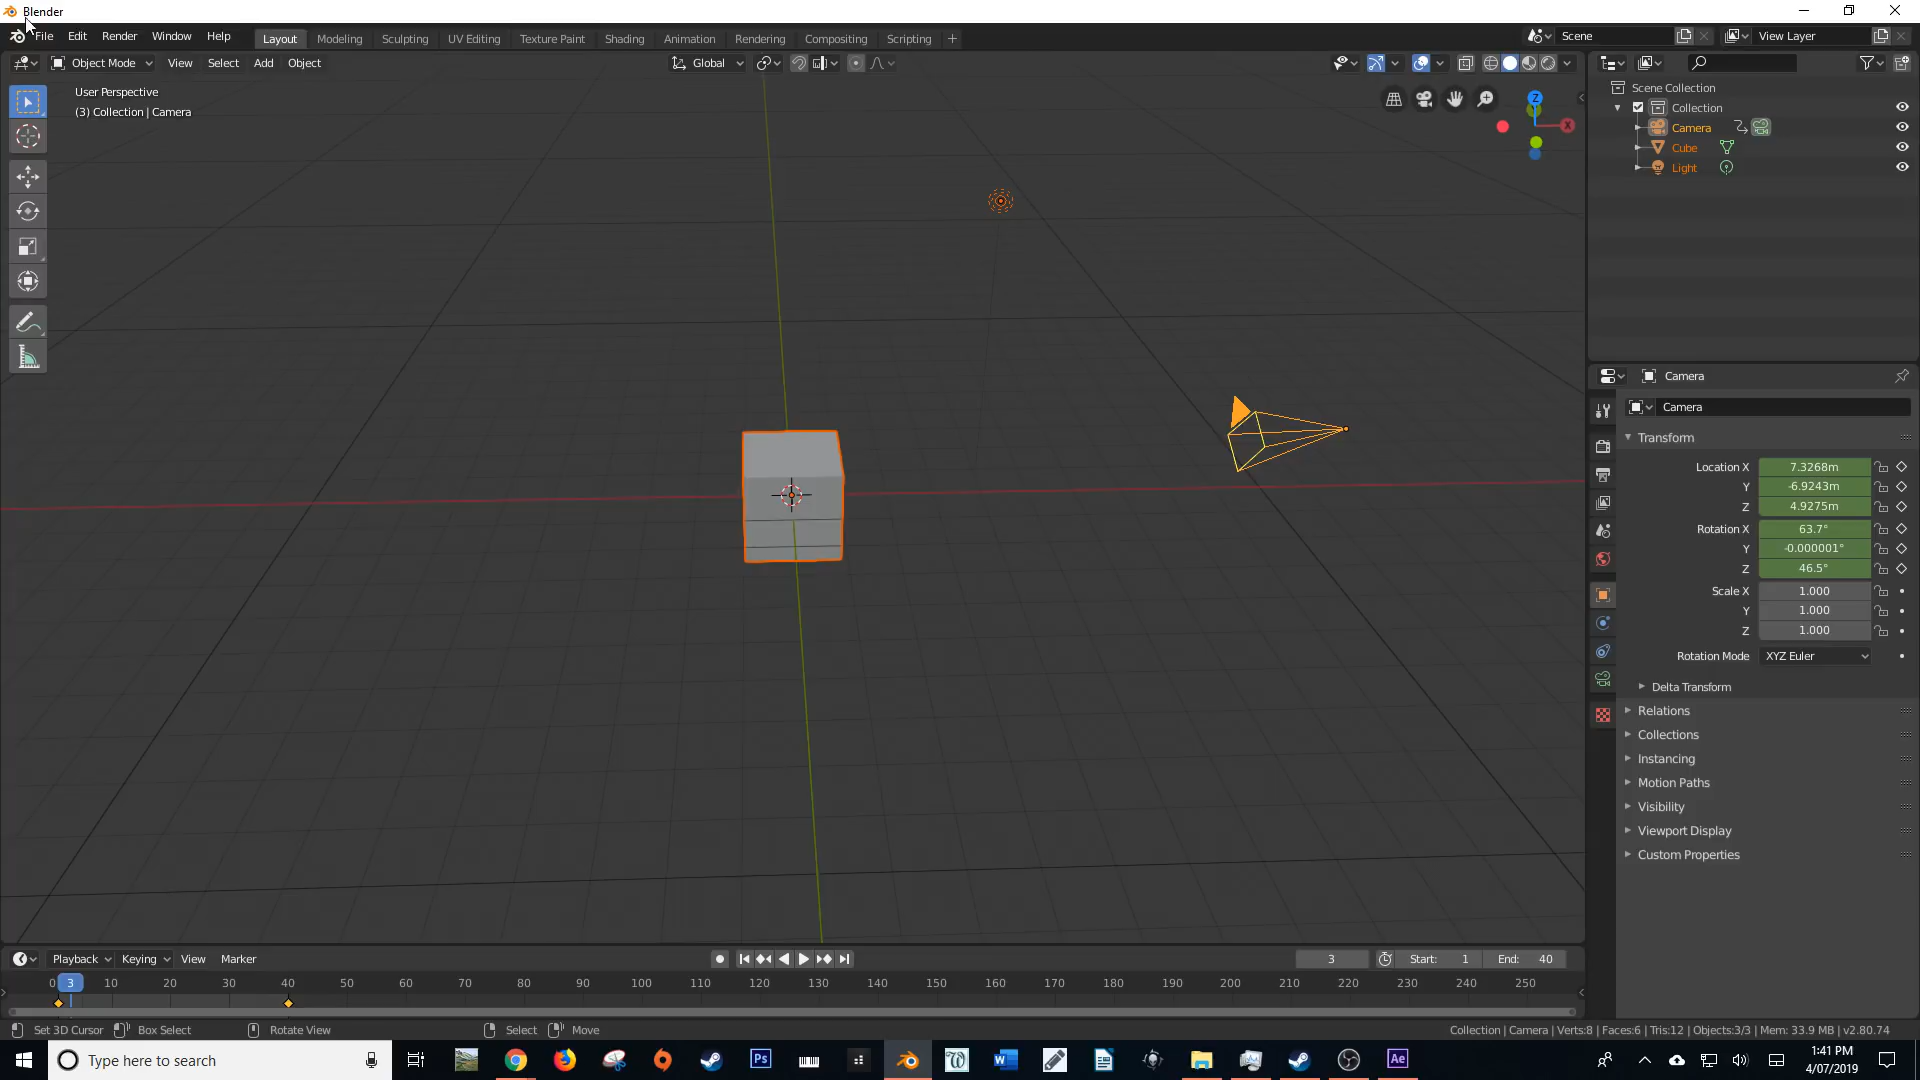 Blender
File Edit Render Window Help Layout Modeling Sculpting UV Editing Texture Paint Shading Animation Rendering Compositing Scripting + Scene View Layer
Object Mode View Select Add Object Global
User Perspective
(3) Collection | Camera
Z
X
Scene Collection
Collection
Camera
Cube
Light
Camera
Camera
Transform
Location X 7.3268m
Y -6.9243m
Z 4.9275m
Rotation X 63.7°
Y -0.000001°
Z 46.5°
Scale X 1.000
Y 1.000
Z 1.000
Rotation Mode XYZ Euler
Delta Transform
Relations
Collections
Instancing
Motion Paths
Visibility
Viewport Display
Custom Properties
Playback Keying View Marker 3 Start: 1 End: 40
0 3 10 20 30 40 50 60 70 80 90 100 110 120 130 140 150 160 170 180 190 200 210 220 230 240 250
Set 3D Cursor Box Select Rotate View Select Move Collection | Camera | Verts:8 | Faces:6 | Tris:12 | Objects:3/3 | Mem: 33.9 MB | v2.80.74
Type here to search Ps W Ae 1:41 PM
4/07/2019